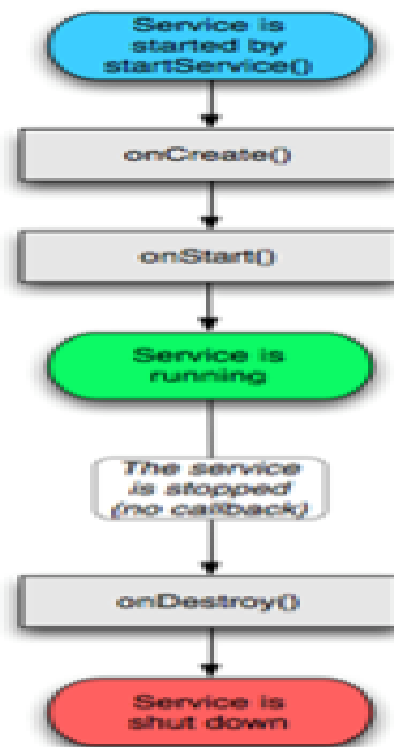 Service is
started by
startService()
onCreate()
onStart()
Service is
running
The service
is stopped
(no callback)
onDestroy()
Service is
shut down